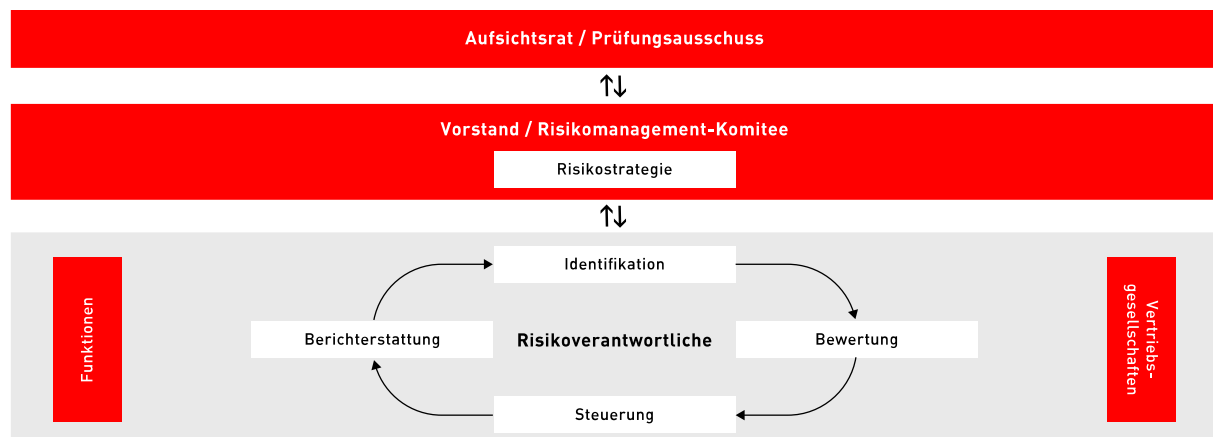 Aufsichtsrat / Prüfungsausschuss
Vorstand / Risikomanagement-Komitee
Risikostrategie
Funktionen
Identifikation
Berichterstattung
Risikoverantwortliche
Bewertung
Steuerung
Vertriebs-
gesellschaften